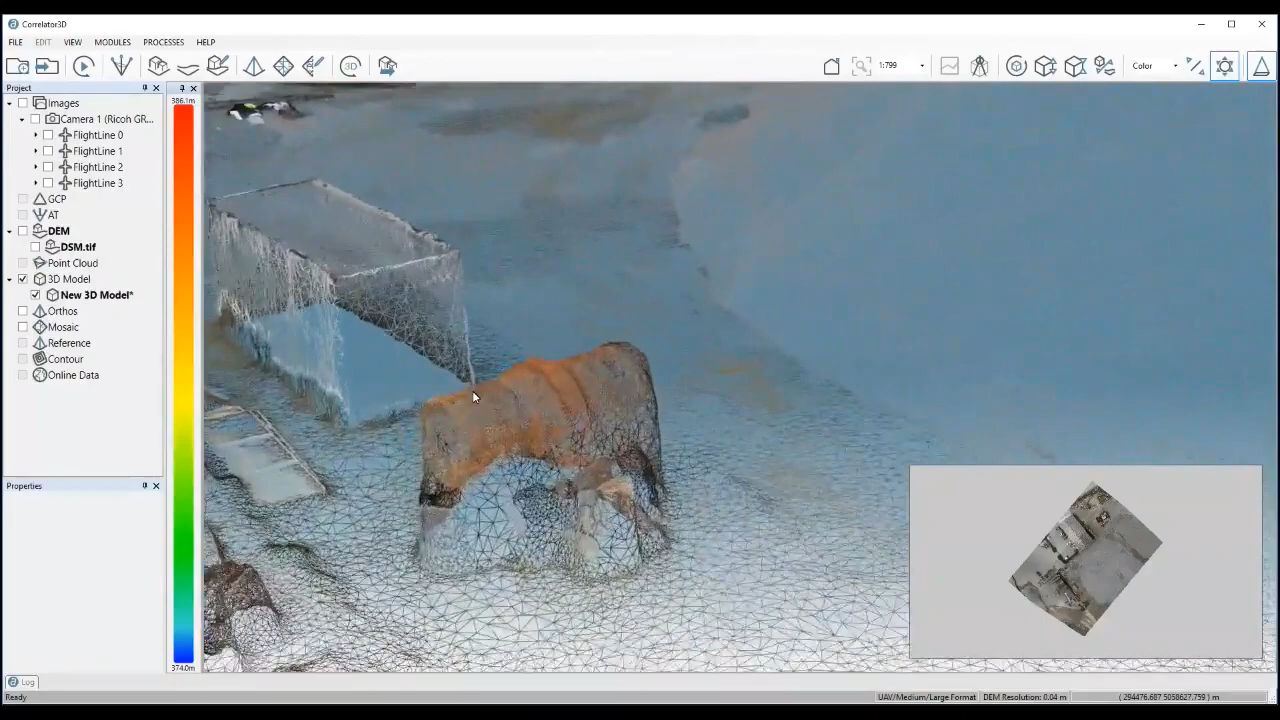 Correlator3D
FILE EDIT VIEW MODULES PROCESSES HELP
1:799
Color
Project
Images
Camera 1 (Ricoh GR...
FlightLine 0
FlightLine 1
FlightLine 2
FlightLine 3
GCP
AT
DEM
DSM.tif
Point Cloud
3D Model
New 3D Model*
Orthos
Mosaic
Reference
Contour
Online Data
Properties
386.1m
374.0m
Log
Ready
UAV/Medium/Large Format DEM Resolution: 0.04 m ( 294476.687 5058627.759 ) m